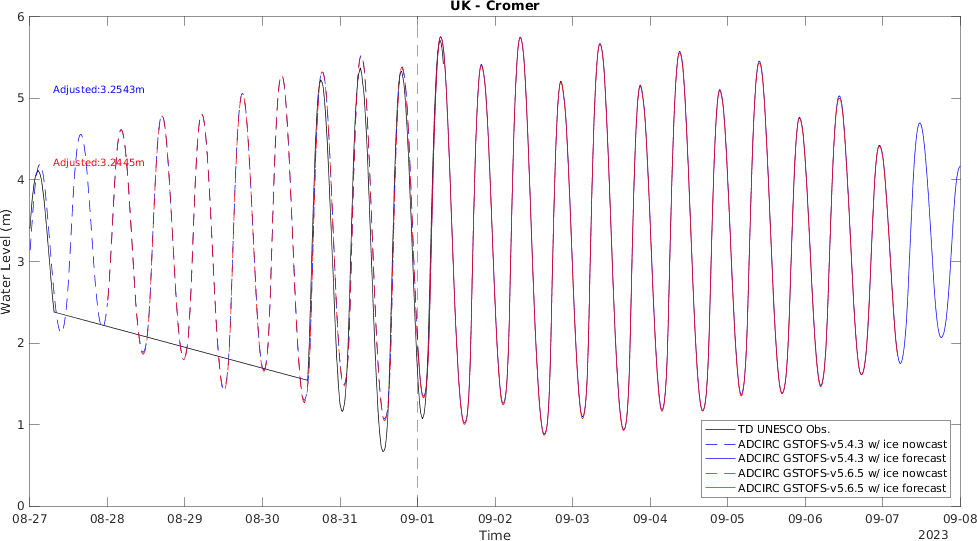 UK - Cromer
6
5
4
3
2
1
0
Water Level (m)
Adjusted:3.2543m
Adjusted:3.2445m
TD UNESCO Obs.
ADCIRC GSTOFS-v5.4.3 w/ ice nowcast
ADCIRC GSTOFS-v5.4.3 w/ ice forecast
ADCIRC GSTOFS-v5.6.5 w/ ice nowcast
ADCIRC GSTOFS-v5.6.5 w/ ice forecast
08-27 08-28 08-29 08-30 08-31 09-01 09-02 09-03 09-04 09-05 09-06 09-07 09-08
Time
2023